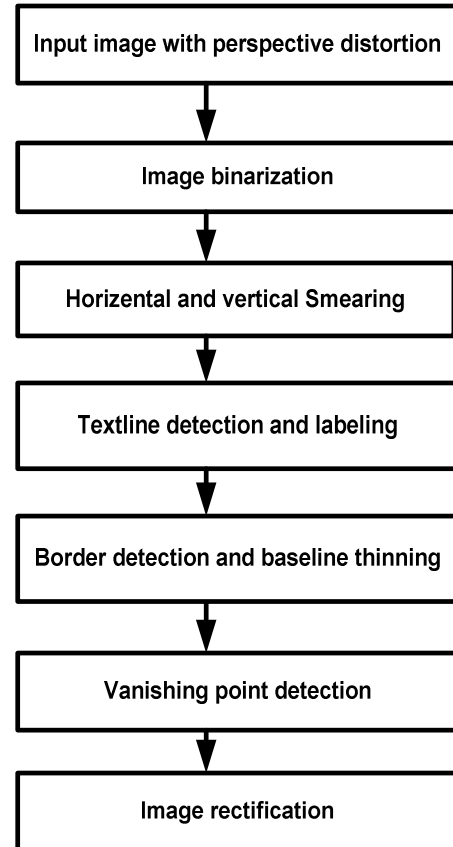 Input image with perspective distortion
Image binarization
Horizental and vertical Smearing
Textline detection and labeling
Border detection and baseline thinning
Vanishing point detection
Image rectification